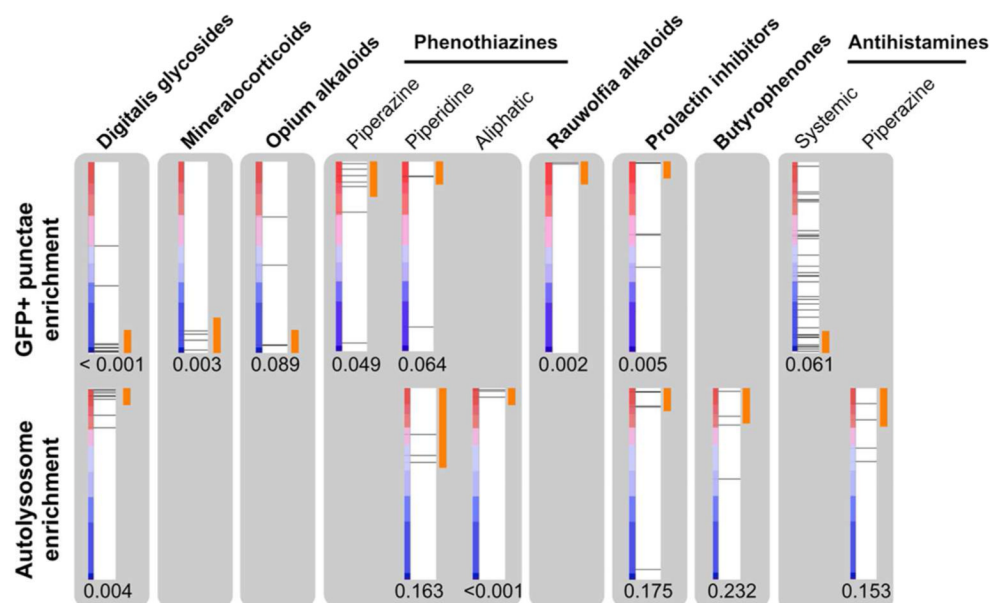 Digitalis glycosides
Mineralocorticoids
Opium alkaloids
Phenothiazines
Piperazine
Piperidine
Aliphatic
Rauwolfia alkaloids
Prolactin inhibitors
Butyrophenones
Antihistamines
Systemic
Piperazine
GFP+ punctae
enrichment
< 0.001
0.003
0.089
0.049
0.064
0.002
0.005
0.061
Autolysosome
enrichment
0.004
0.163
<0.001
0.175
0.232
0.153